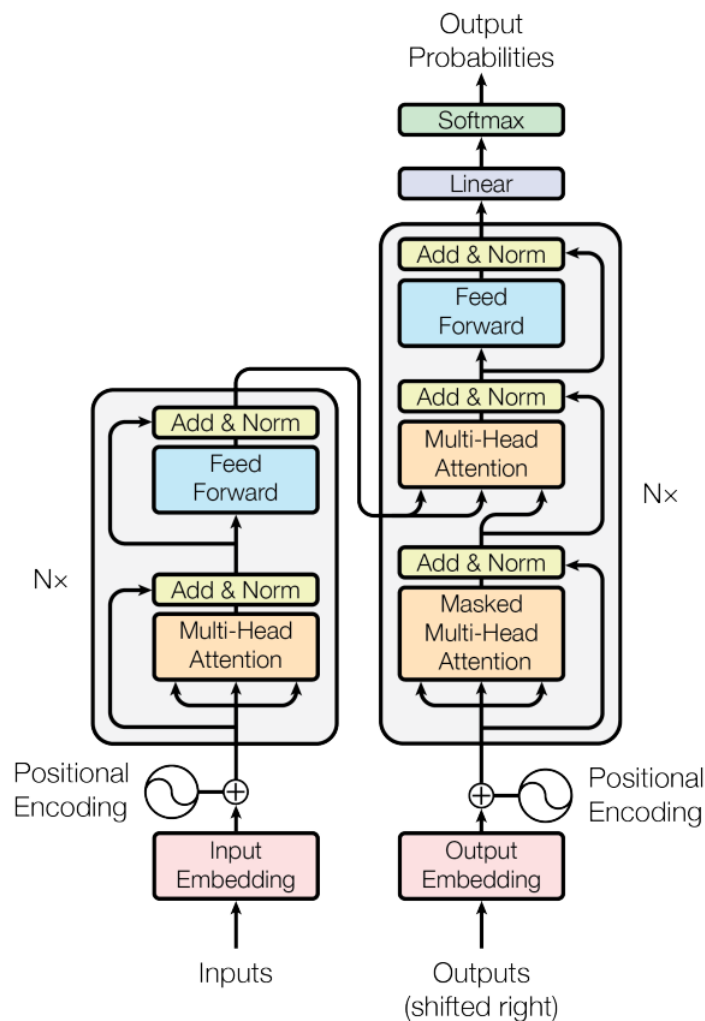 Output
Probabilities
Softmax
Linear
Add & Norm
Feed
Forward
Add & Norm
Multi-Head
Attention
Add & Norm
Masked
Multi-Head
Attention
Nx
Add & Norm
Feed
Forward
Add & Norm
Multi-Head
Attention
Nx
Positional
Encoding
Positional
Encoding
Input
Embedding
Output
Embedding
Inputs
Outputs
(shifted right)